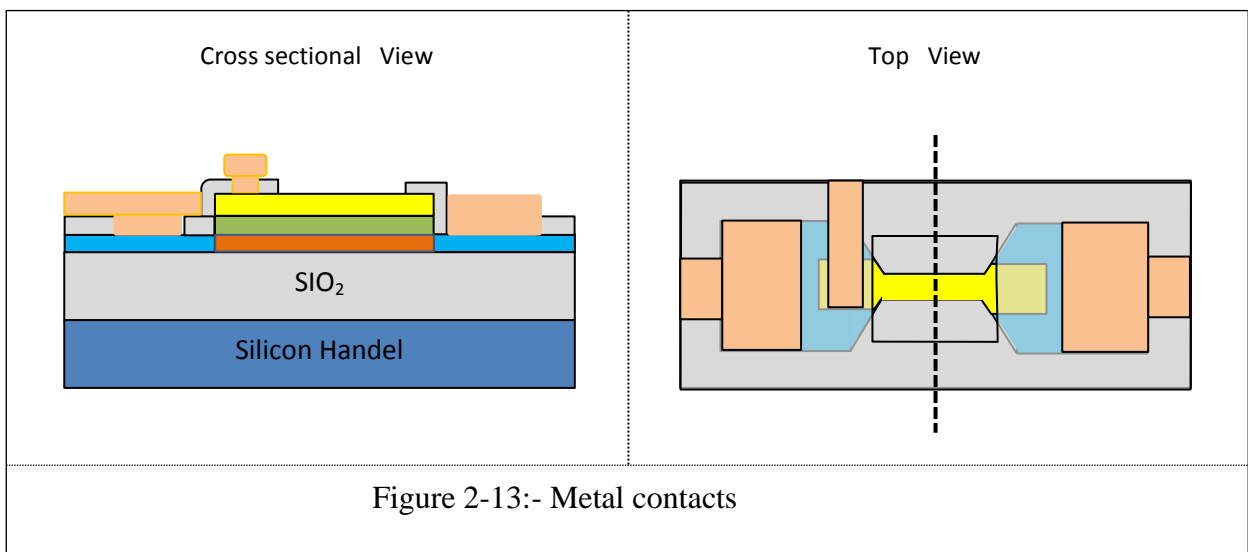 Cross sectional View
Top View
SIO₂
Silicon Handel
Figure 2-13:- Metal contacts